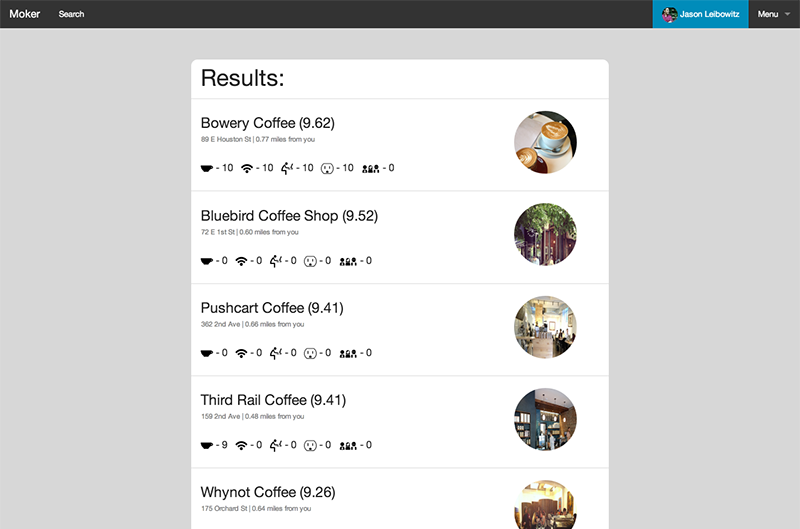 Moker Search Jason Leibowitz Menu
Results:
Bowery Coffee (9.62)
89 E Houston St | 0.77 miles from you
- 10 - 10 - 10 - 10 - 0
Bluebird Coffee Shop (9.52)
72 E 1st St | 0.60 miles from you
- 0 - 0 - 0 - 0 - 0
Pushcart Coffee (9.41)
362 2nd Ave | 0.66 miles from you
- 0 - 0 - 0 - 0 - 0
Third Rail Coffee (9.41)
159 2nd Ave | 0.48 miles from you
- 9 - 0 - 0 - 0 - 0
Whynot Coffee (9.26)
175 Orchard St | 0.64 miles from you